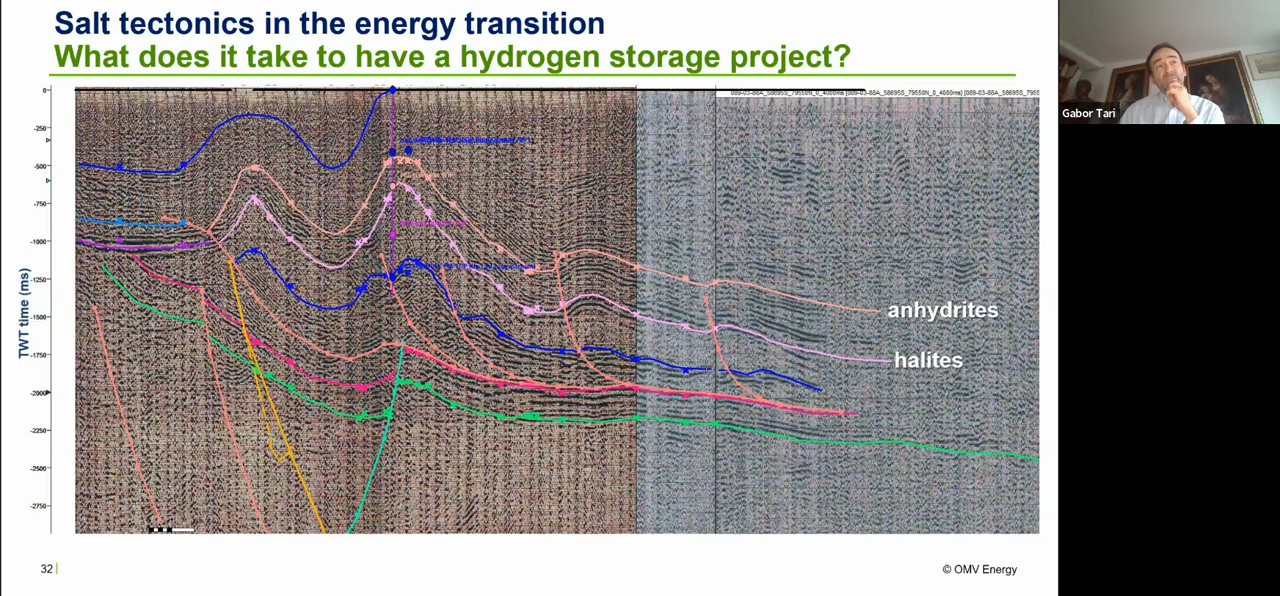 Salt tectonics in the energy transition
What does it take to have a hydrogen storage project?
Gabor Tari
TWT time (ms)
0
-250
-500
-750
-1000
-1250
-1500
-1750
-2000
-2250
-2500
-2750
anhydrites
halites
32
© OMV Energy